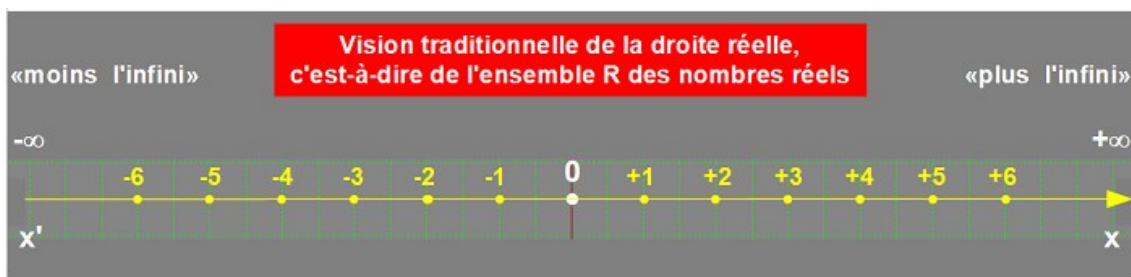 Vision traditionnelle de la droite réelle,
c'est-à-dire de l'ensemble R des nombres réels
«moins l'infini» «plus l'infini»
-∞ +∞
-6 -5 -4 -3 -2 -1 0 +1 +2 +3 +4 +5 +6
x' x